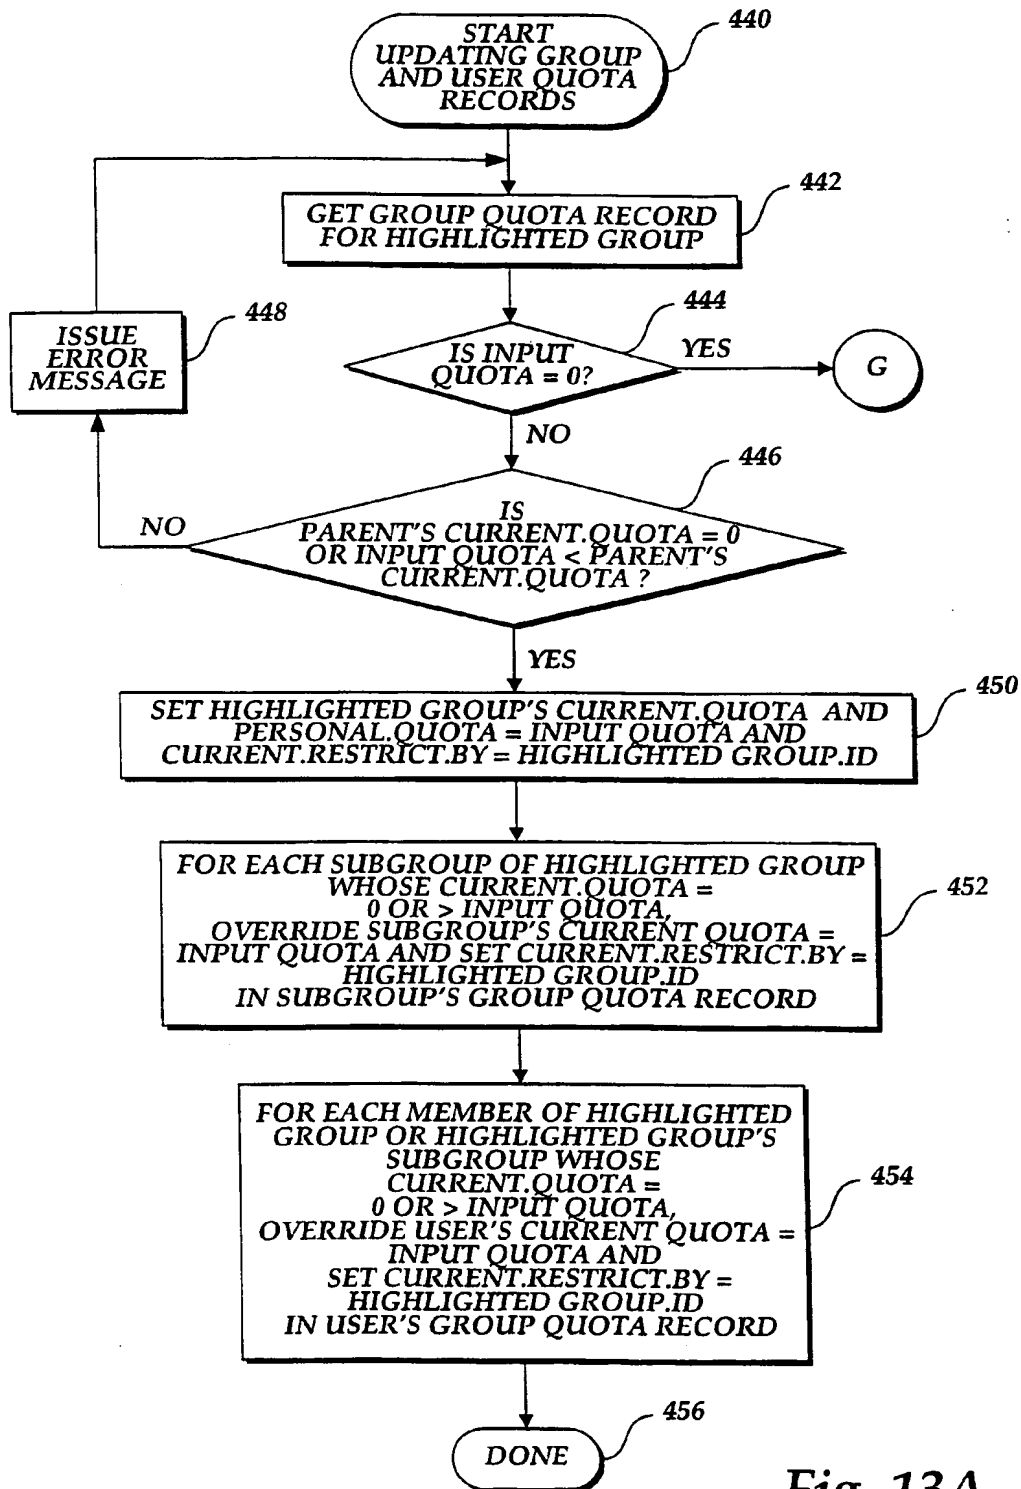 START
UPDATING GROUP
AND USER QUOTA
RECORDS
440
GET GROUP QUOTA RECORD
FOR HIGHLIGHTED GROUP
442
ISSUE
ERROR
MESSAGE
448
IS INPUT
QUOTA = 0?
444
YES
G
NO
IS
PARENT'S CURRENT.QUOTA = 0
OR INPUT QUOTA < PARENT'S
CURRENT.QUOTA ?
446
NO
YES
SET HIGHLIGHTED GROUP'S CURRENT.QUOTA AND
PERSONAL.QUOTA = INPUT QUOTA AND
CURRENT.RESTRICT.BY = HIGHLIGHTED GROUP.ID
450
FOR EACH SUBGROUP OF HIGHLIGHTED GROUP
WHOSE CURRENT.QUOTA =
0 OR > INPUT QUOTA,
OVERRIDE SUBGROUP'S CURRENT QUOTA =
INPUT QUOTA AND SET CURRENT.RESTRICT.BY =
HIGHLIGHTED GROUP.ID
IN SUBGROUP'S GROUP QUOTA RECORD
452
FOR EACH MEMBER OF HIGHLIGHTED
GROUP OR HIGHLIGHTED GROUP'S
SUBGROUP WHOSE
CURRENT.QUOTA =
0 OR > INPUT QUOTA,
OVERRIDE USER'S CURRENT QUOTA =
INPUT QUOTA AND
SET CURRENT.RESTRICT.BY =
HIGHLIGHTED GROUP.ID
IN USER'S GROUP QUOTA RECORD
454
DONE
456
Fig. 13A